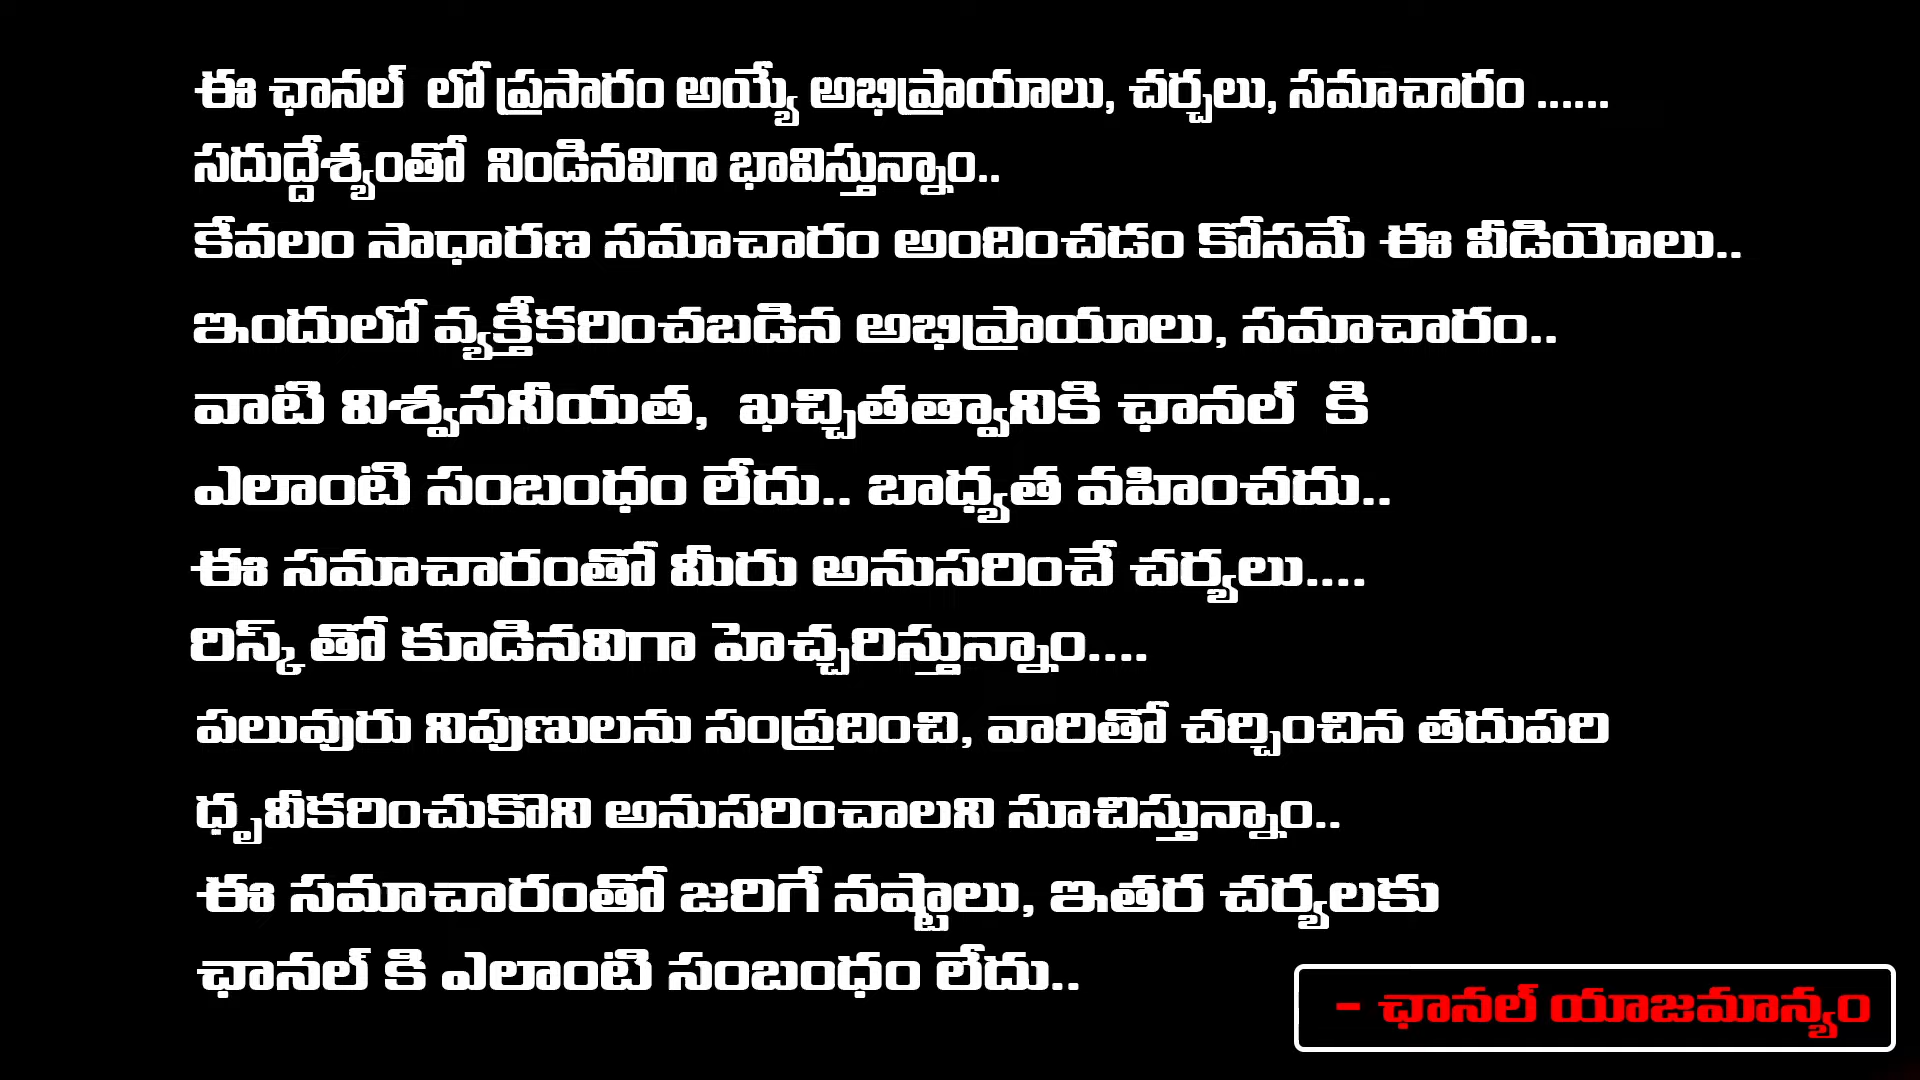 ఈ ఛానల్ లో ప్రసారం అయ్యే అభిప్రాయాలు, చర్చలు, సమాచారం ......
సదుద్దేశ్యంతో నిండినవిగా భావిస్తున్నాం..
కేవలం సాధారణ సమాచారం అందించడం కోసమే ఈ వీడియోలు..
ఇందులో వ్యక్తీకరించబడిన అభిప్రాయాలు, సమాచారం..
వాటి విశ్వసనీయత, ఖచ్చితత్వానికి ఛానల్ కి
ఎలాంటి సంబంధం లేదు.. బాధ్యత వహించదు..
ఈ సమాచారంతో మీరు అనుసరించే చర్యలు....
రిస్క్ తో కూడినవిగా హెచ్చరిస్తున్నాం....
పలువురు నిపుణులను సంప్రదించి, వారితో చర్చించిన తదుపరి
ధృవీకరించుకొని అనుసరించాలని సూచిస్తున్నాం..
ఈ సమాచారంతో జరిగే నష్టాలు, ఇతర చర్యలకు
ఛానల్ కి ఎలాంటి సంబంధం లేదు..
- ఛానల్ యాజమాన్యం